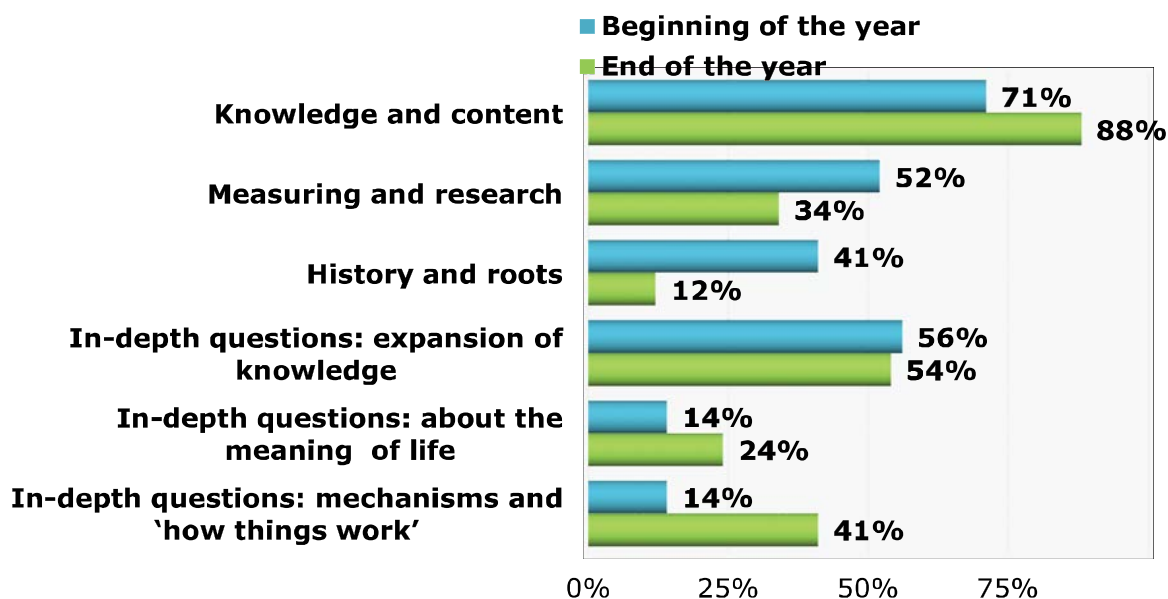 Beginning of the year
End of the year
Knowledge and content
71%
88%
Measuring and research
52%
34%
History and roots
41%
12%
In-depth questions: expansion of
knowledge
56%
54%
In-depth questions: about the
meaning of life
14%
24%
In-depth questions: mechanisms and
‘how things work’
14%
41%
0% 25% 50% 75%